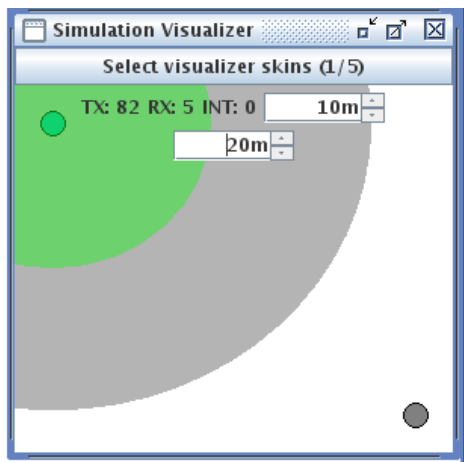 Simulation Visualizer
Select visualizer skins (1/5)
TX: 82 RX: 5 INT: 0 10m
20m